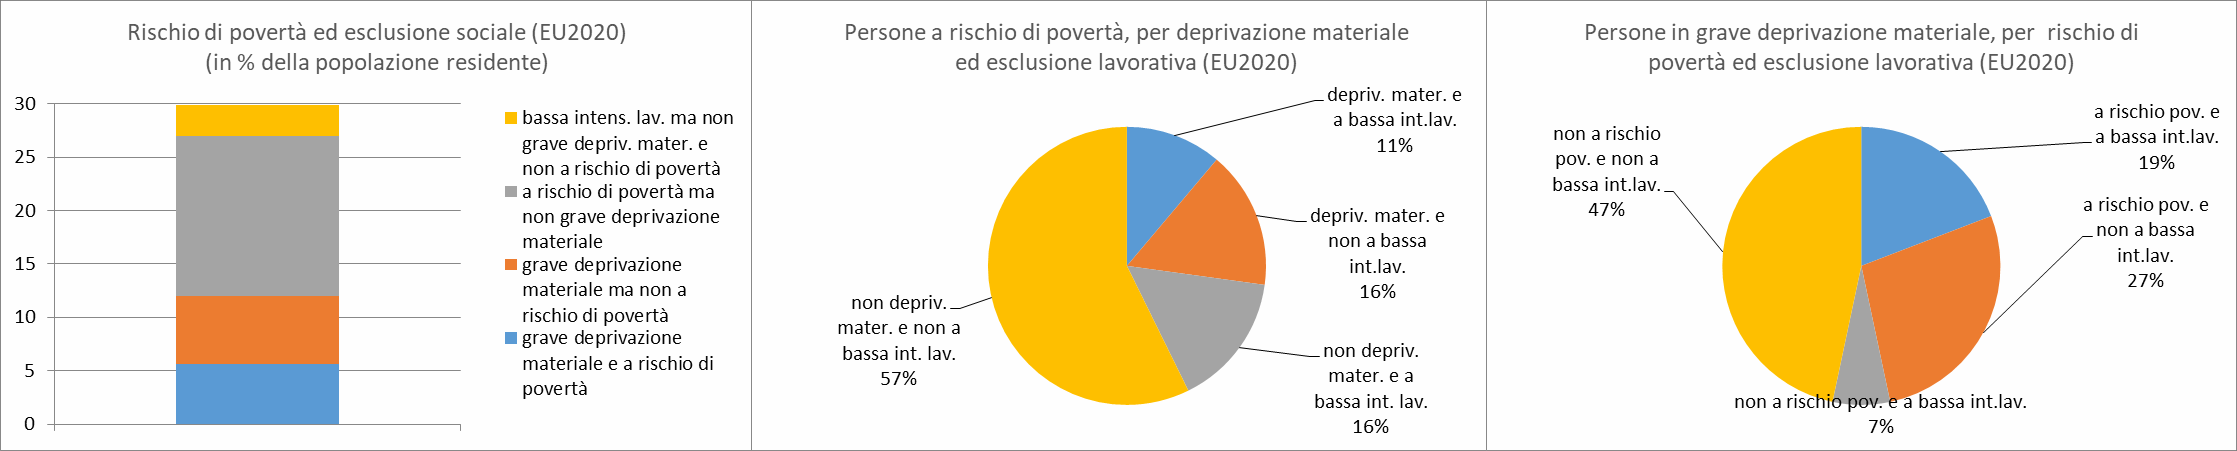 Rischio di povertà ed esclusione sociale (EU2020)
(in % della popolazione residente)
30
25
20
15
10
5
0
bassa intens. lav. ma non
grave depriv. mater. e
non a rischio di povertà
a rischio di povertà ma
non grave deprivazione
materiale
grave deprivazione
materiale ma non a
rischio di povertà
grave deprivazione
materiale e a rischio di
povertà
Persone a rischio di povertà, per deprivazione materiale
ed esclusione lavorativa (EU2020)
depriv. mater. e
a bassa int.lav.
11%
depriv. mater. e
non a bassa
int.lav.
16%
non depriv.
mater. e a
bassa int. lav.
16%
non depriv.
mater. e non a
bassa int. lav.
57%
Persone in grave deprivazione materiale, per rischio di
povertà ed esclusione lavorativa (EU2020)
a rischio pov. e
a bassa int.lav.
19%
a rischio pov. e
non a bassa
int.lav.
27%
non a rischio pov. e a bassa int.lav.
7%
non a rischio
pov. e non a
bassa int.lav.
47%